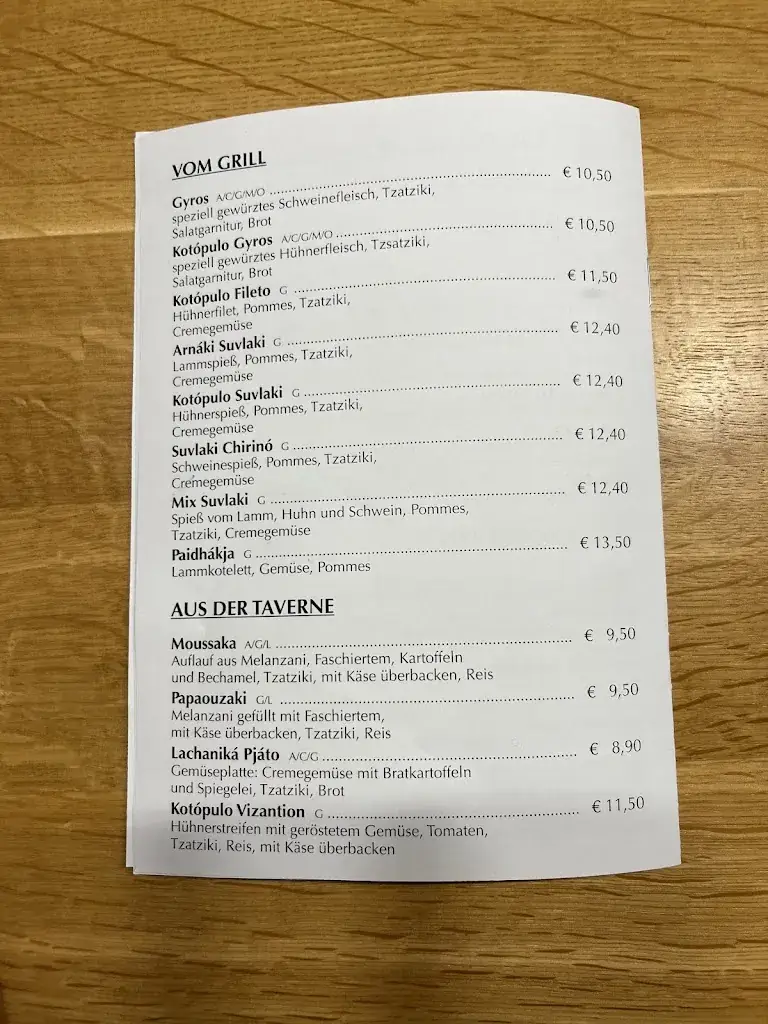 VOM GRILL
Gyros A/C/G/M/O ........ € 10,50
speziell gewürztes Schweinefleisch, Tzatziki,
Salatgarnitur, Brot
Kotópulo Gyros A/C/G/M/O ........ € 10,50
speziell gewürztes Hühnerfleisch, Tzsatziki,
Salatgarnitur, Brot
Kotópulo Fileto G ........ € 11,50
Hühnerfilet, Pommes, Tzatziki,
Cremegemüse
Arnáki Suvlaki G ........ € 12,40
Lammspieß, Pommes, Tzatziki,
Cremegemüse
Kotópulo Suvlaki G ........ € 12,40
Hühnerspieß, Pommes, Tzatziki,
Cremegemüse
Suvlaki Chirinó G ........ € 12,40
Schweinespieß, Pommes, Tzatziki,
Cremegemüse
Mix Suvlaki G ........ € 12,40
Spieß vom Lamm, Huhn und Schwein, Pommes,
Tzatziki, Cremegemüse
Paidhákja G ........ € 13,50
Lammkotelett, Gemüse, Pommes
AUS DER TAVERNE
Moussaka A/G/L ........ € 9,50
Auflauf aus Melanzani, Faschiertem, Kartoffeln
und Bechamel, Tzatziki, mit Käse überbacken, Reis
Papaouzaki G/L ........ € 9,50
Melanzani gefüllt mit Faschiertem,
mit Käse überbacken, Tzatziki, Reis
Lachaniká Pjáto A/C/G ........ € 8,90
Gemüseplatte: Cremegemüse mit Bratkartoffeln
und Spiegelei, Tzatziki, Brot
Kotópulo Vizantion G ........ € 11,50
Hühnerstreifen mit geröstetem Gemüse, Tomaten,
Tzatziki, Reis, mit Käse überbacken